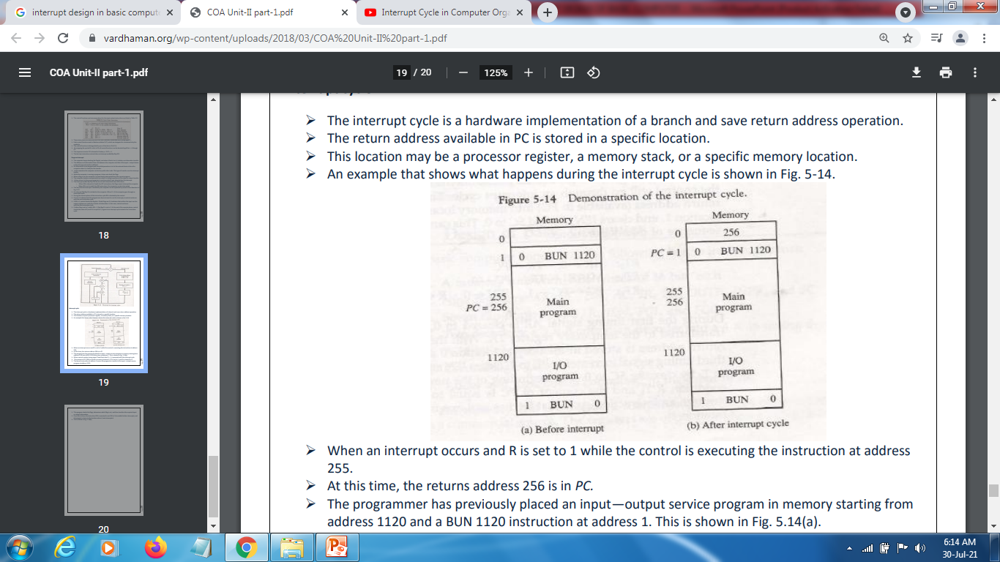 interrupt design in basic comput
COA Unit-II part-1.pdf
Interrupt Cycle in Computer Orga
vardhaman.org/wp-content/uploads/2018/03/COA%20Unit-II%20part-1.pdf
COA Unit-II part-1.pdf
19 / 20
125%
18
19
20
➢ The interrupt cycle is a hardware implementation of a branch and save return address operation.
➢ The return address available in PC is stored in a specific location.
➢ This location may be a processor register, a memory stack, or a specific memory location.
➢ An example that shows what happens during the interrupt cycle is shown in Fig. 5-14.
Figure 5-14 Demonstration of the interrupt cycle.
Memory
0
1 0 BUN 1120
255
PC = 256
Main
program
1120
I/O
program
1 BUN 0
(a) Before interrupt
Memory
0 256
PC = 1 0 BUN 1120
255
256
Main
program
1120
I/O
program
1 BUN 0
(b) After interrupt cycle
➢ When an interrupt occurs and R is set to 1 while the control is executing the instruction at address
255.
➢ At this time, the returns address 256 is in PC.
➢ The programmer has previously placed an input—output service program in memory starting from
address 1120 and a BUN 1120 instruction at address 1. This is shown in Fig. 5.14(a).
6:14 AM
30-Jul-21